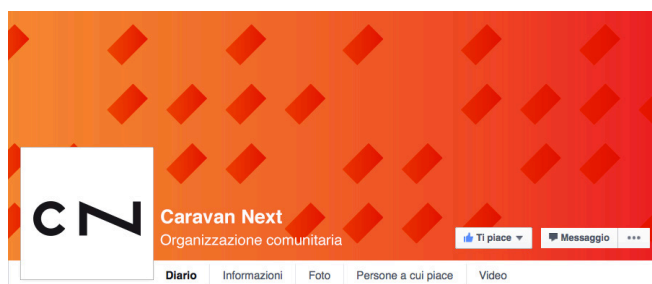 CN
Caravan Next
Organizzazione comunitaria
Ti piace
Messaggio
Diario Informazioni Foto Persone a cui piace Video